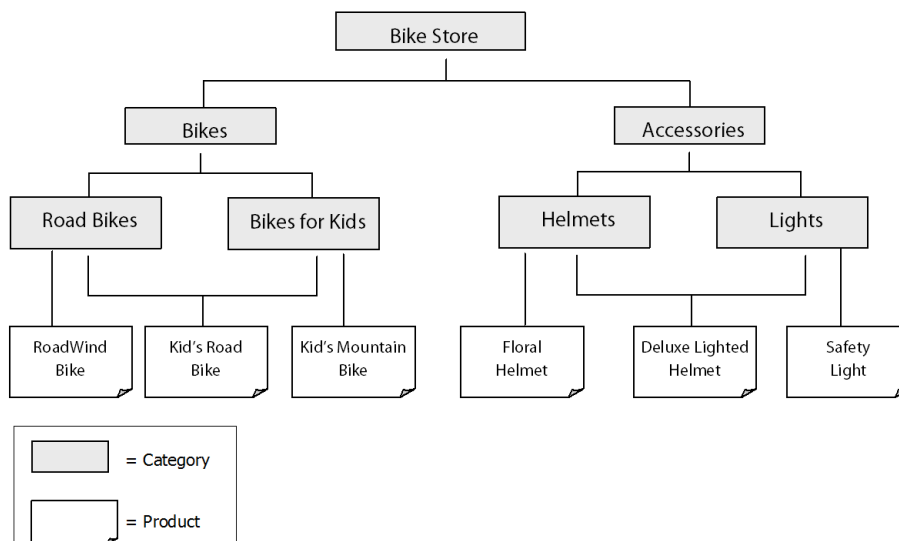 Bike Store
Bikes
Accessories
Road Bikes
Bikes for Kids
Helmets
Lights
RoadWind
Bike
Kid's Road
Bike
Kid's Mountain
Bike
Floral
Helmet
Deluxe Lighted
Helmet
Safety
Light
= Category
= Product